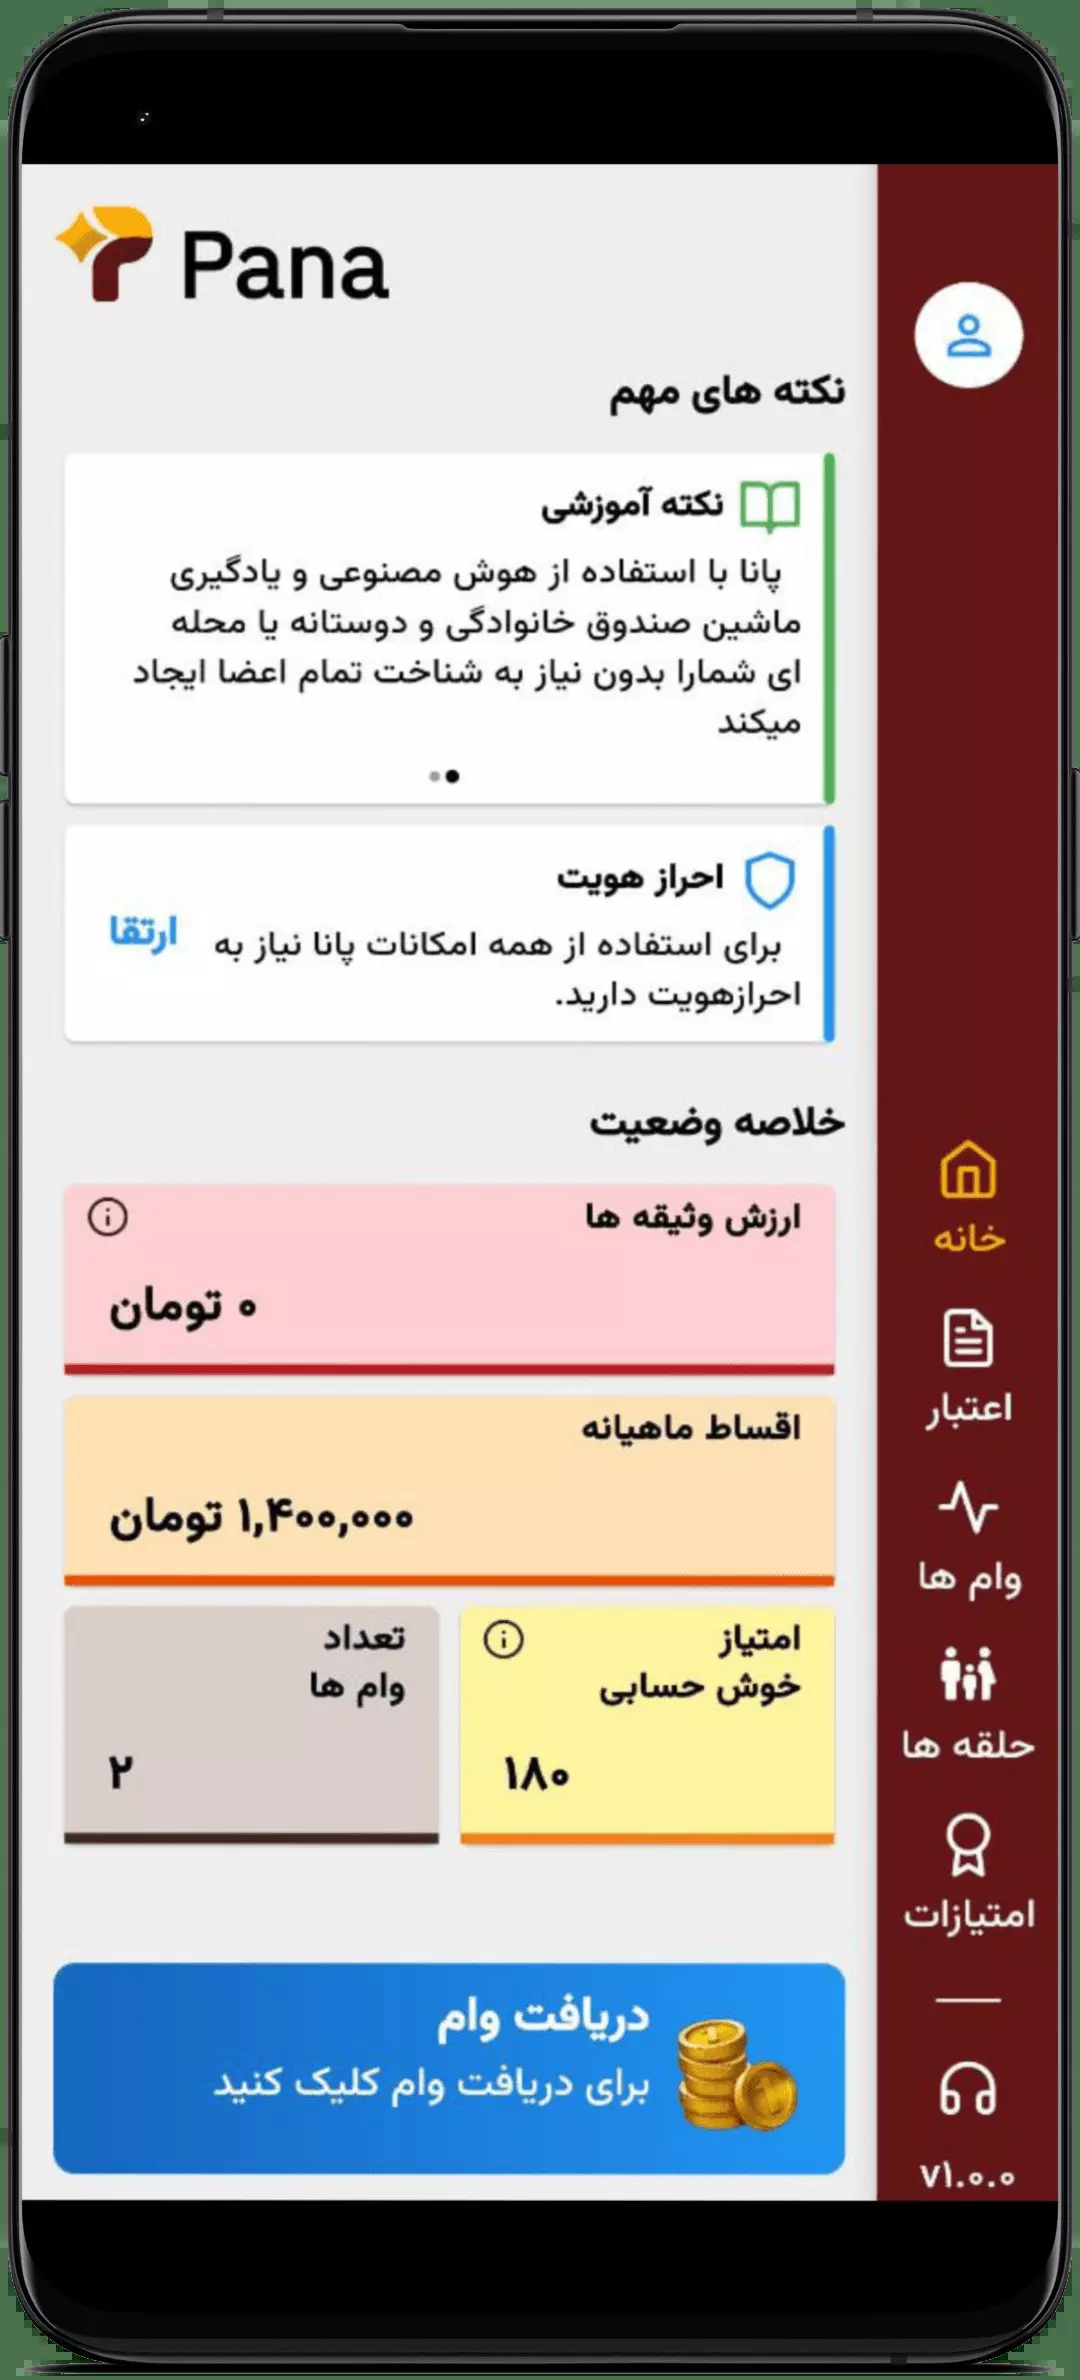 Pana
نکته های مهم
نکته آموزشی
پانا با استفاده از هوش مصنوعی و یادگیری
ماشین صندوق خانوادگی و دوستانه یا محله
ای شمارا بدون نیاز به شناخت تمام اعضا ایجاد
میکند
احراز هویت
برای استفاده از همه امکانات پانا نیاز به
احرازهویت دارید.
ارتقا
خلاصه وضعیت
ارزش وثیقه ها
۰ تومان
اقساط ماهیانه
۱,۴۰۰,۰۰۰ تومان
امتیاز
خوش حسابی
۱۸۰
تعداد
وام ها
۲
دریافت وام
برای دریافت وام کلیک کنید
خانه
اعتبار
وام ها
حلقه ها
امتیازات
v۱.۰.۰